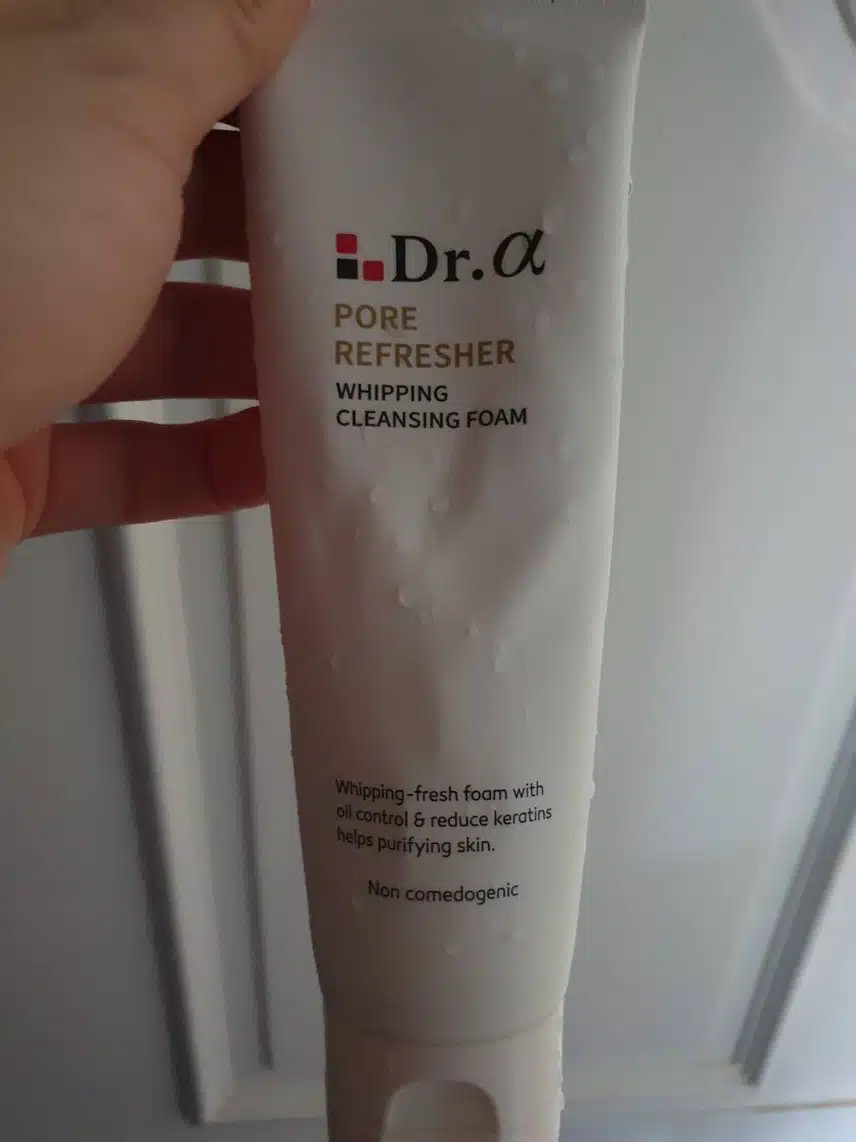 Dr.α
PORE
REFRESHER
WHIPPING
CLEANSING FOAM
Whipping-fresh foam with
oil control & reduce keratins
helps purifying skin.
Non comedogenic